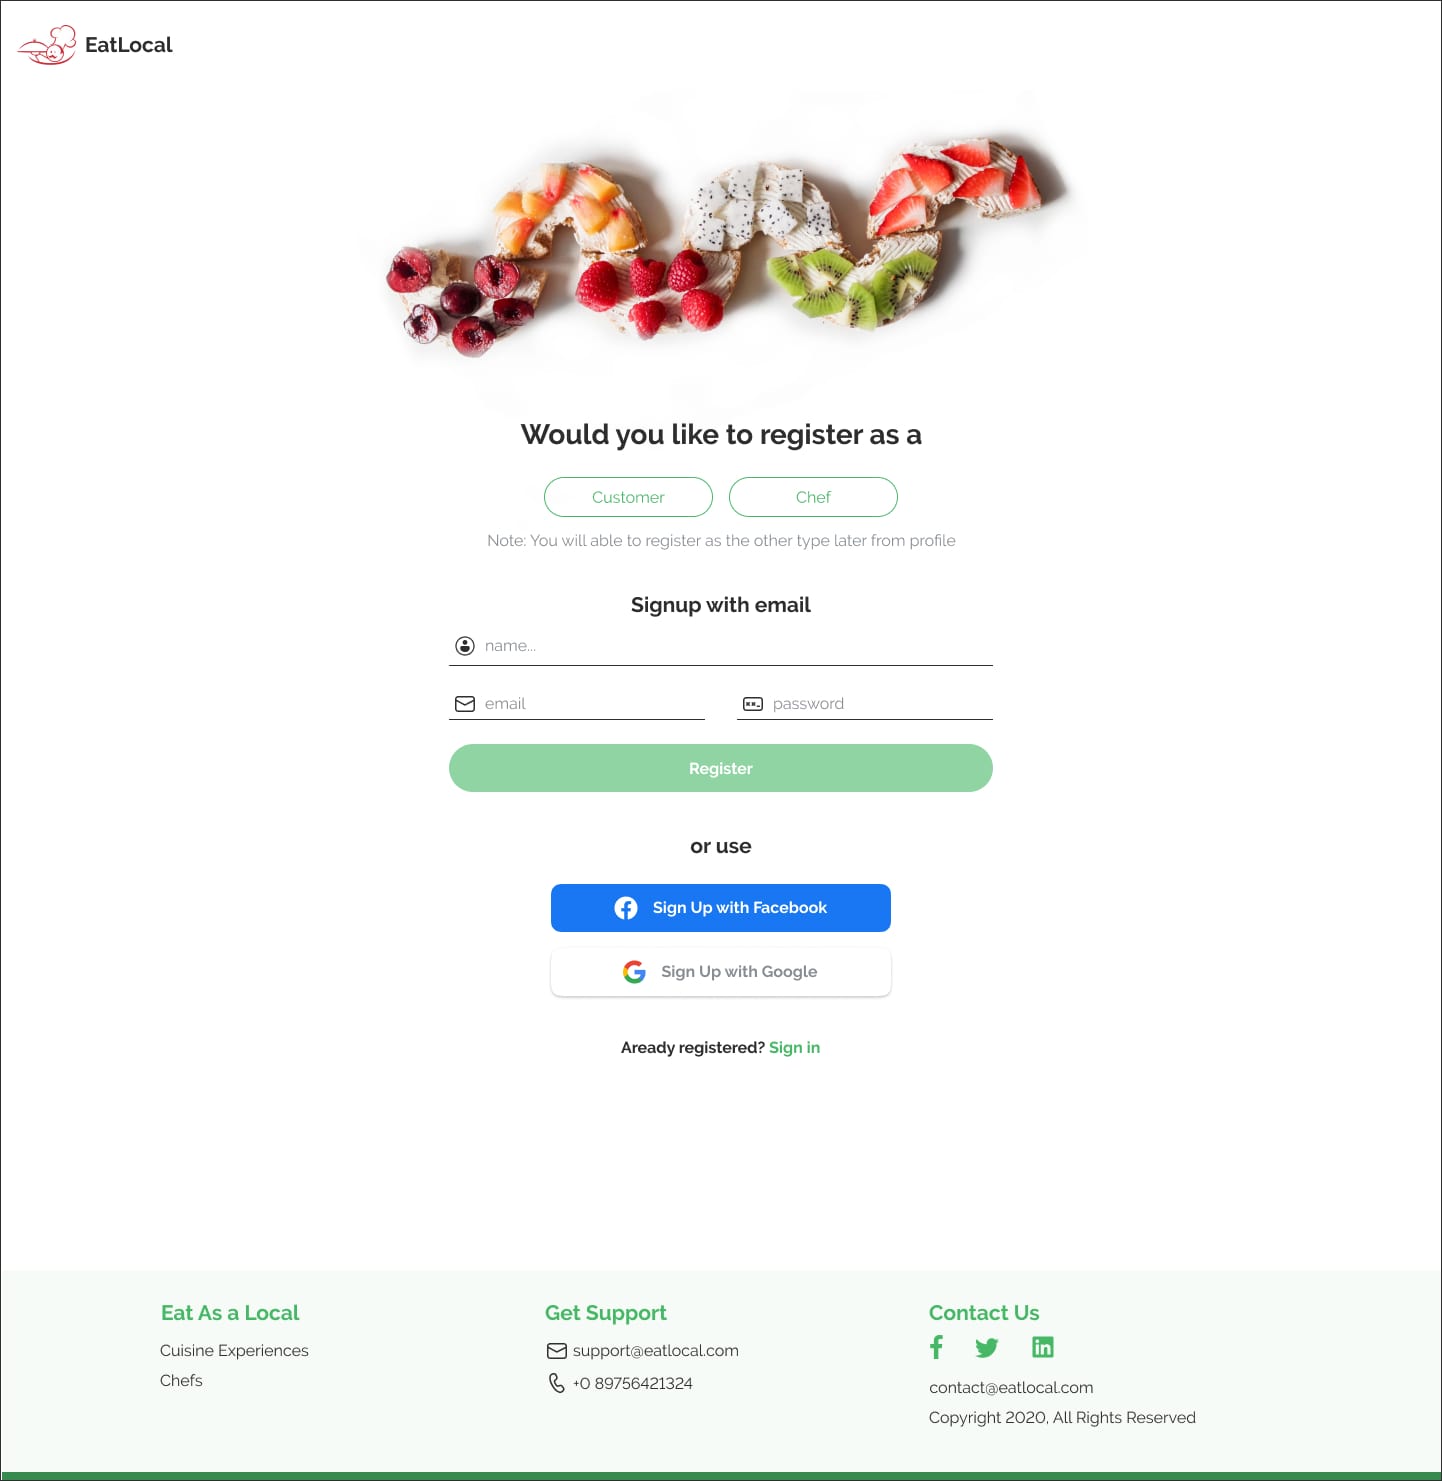 EatLocal
Would you like to register as a
Customer
Chef
Note: You will able to register as the other type later from profile
Signup with email
name...
email
password
Register
or use
Sign Up with Facebook
Sign Up with Google
Aready registered? Sign in
Eat As a Local
Cuisine Experiences
Chefs
Get Support
support@eatlocal.com
+0 89756421324
Contact Us
contact@eatlocal.com
Copyright 2020, All Rights Reserved